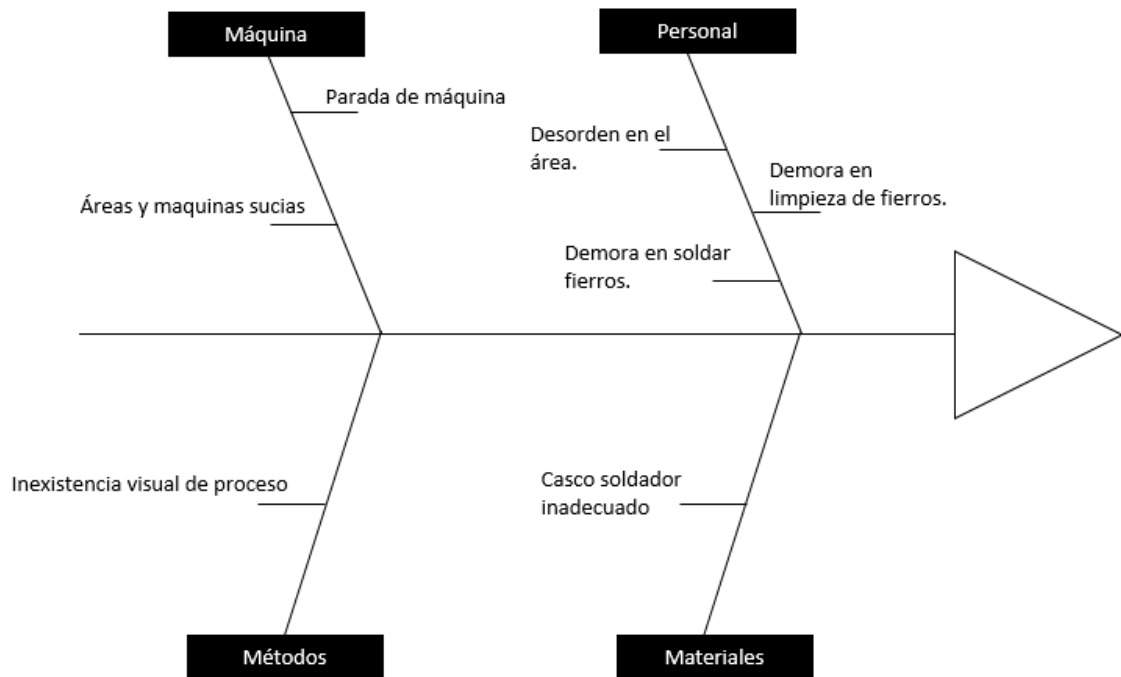 Máquina
Personal
Parada de máquina
Desorden en el
área.
Demora en
limpieza de fierros.
Áreas y maquinas sucias
Demora en soldar
fierros.
Inexistencia visual de proceso
Casco soldador
inadecuado
Métodos
Materiales